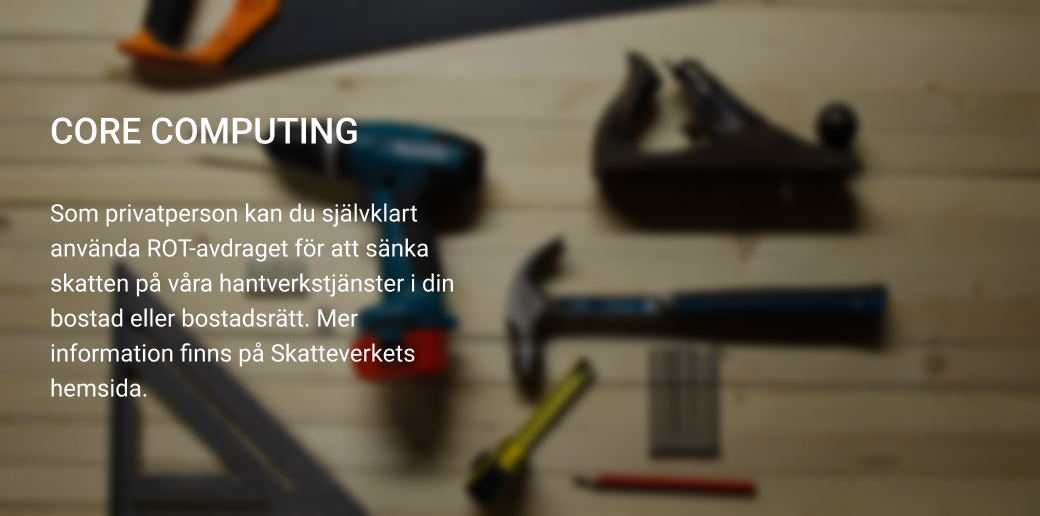 CORE COMPUTING
Som privatperson kan du självklart
använda ROT-avdraget för att sänka
skatten på våra hantverkstjänster i din
bostad eller bostadsrätt. Mer
information finns på Skatteverkets
hemsida.